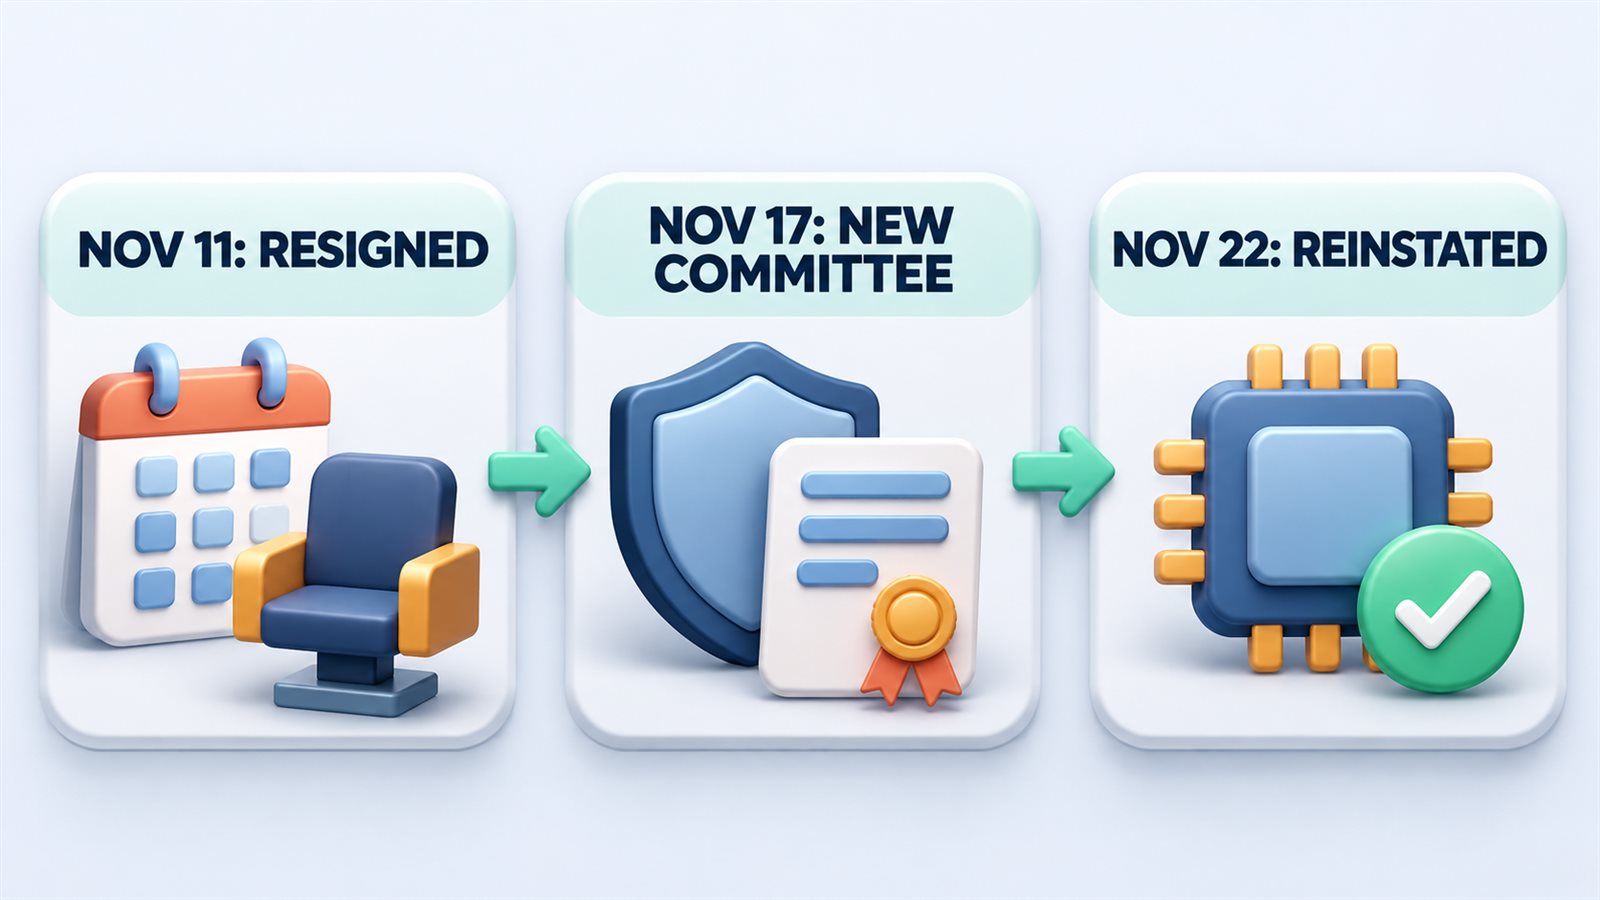 NOV 11: RESIGNED
NOV 17: NEW
COMMITTEE
NOV 22: REINSTATED